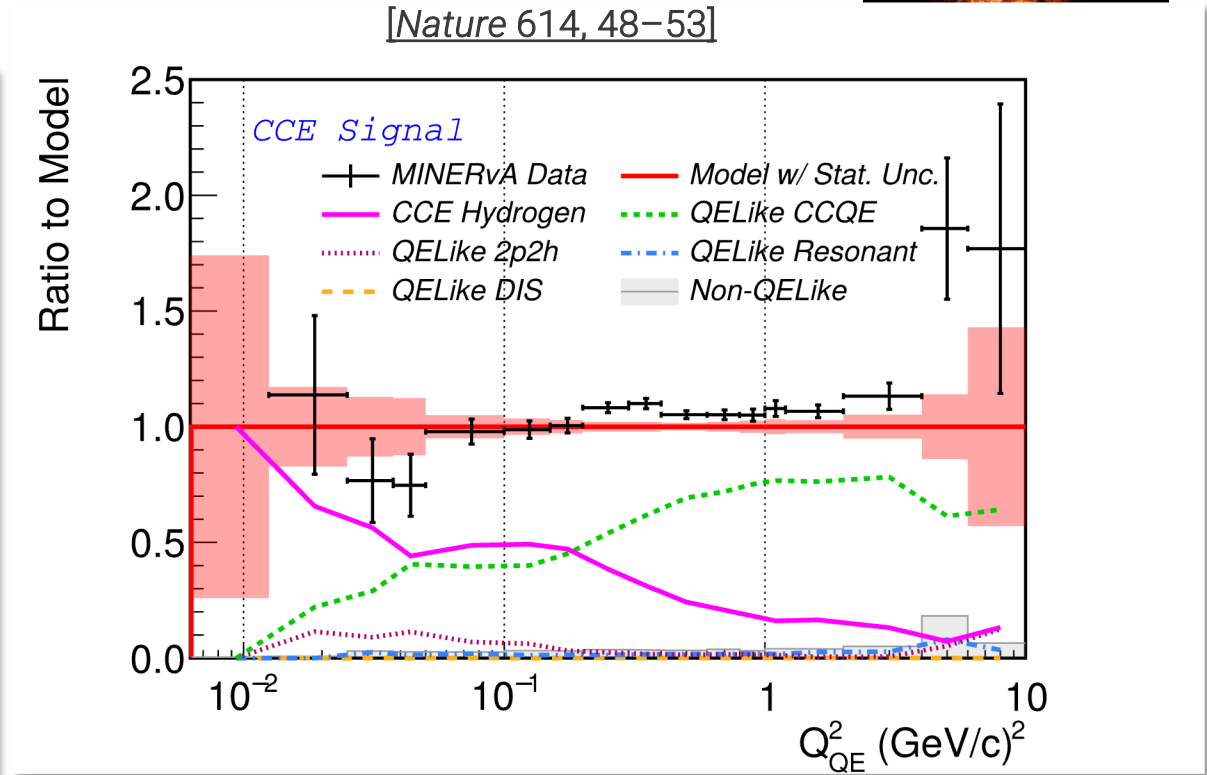 [Nature 614, 48–53]
Ratio to Model
2.5
2.0
1.5
1.0
0.5
0.0
CCE Signal
MINERvA Data
Model w/ Stat. Unc.
CCE Hydrogen
QELike CCQE
QELike 2p2h
QELike Resonant
QELike DIS
Non-QELike
10⁻² 10⁻¹ 1 10
Q²QE (GeV/c)²